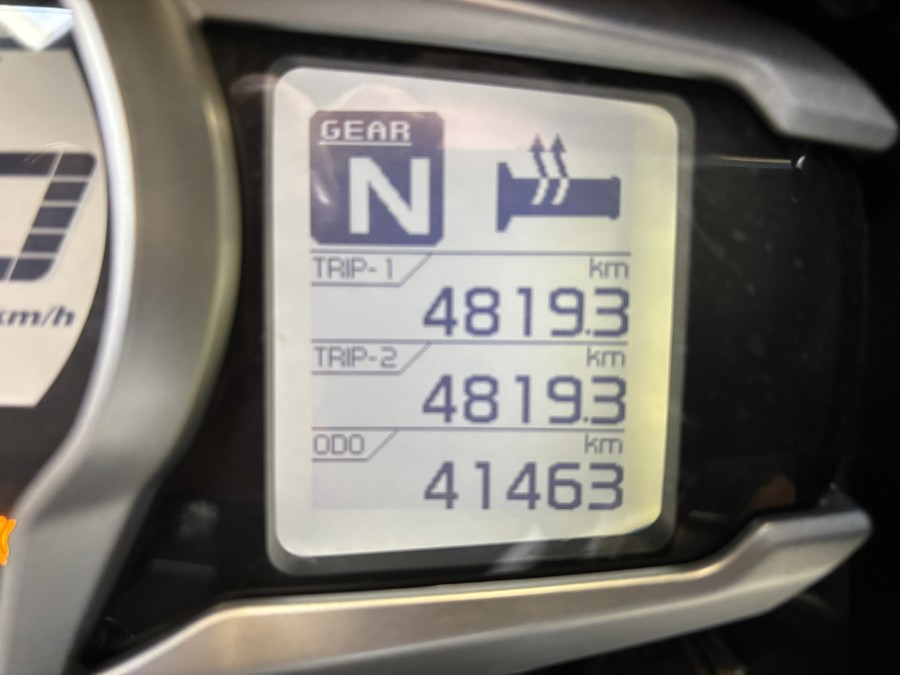 GEAR
N
km/h
TRIP-1 km
4819.3
TRIP-2 km
4819.3
ODO km
41463